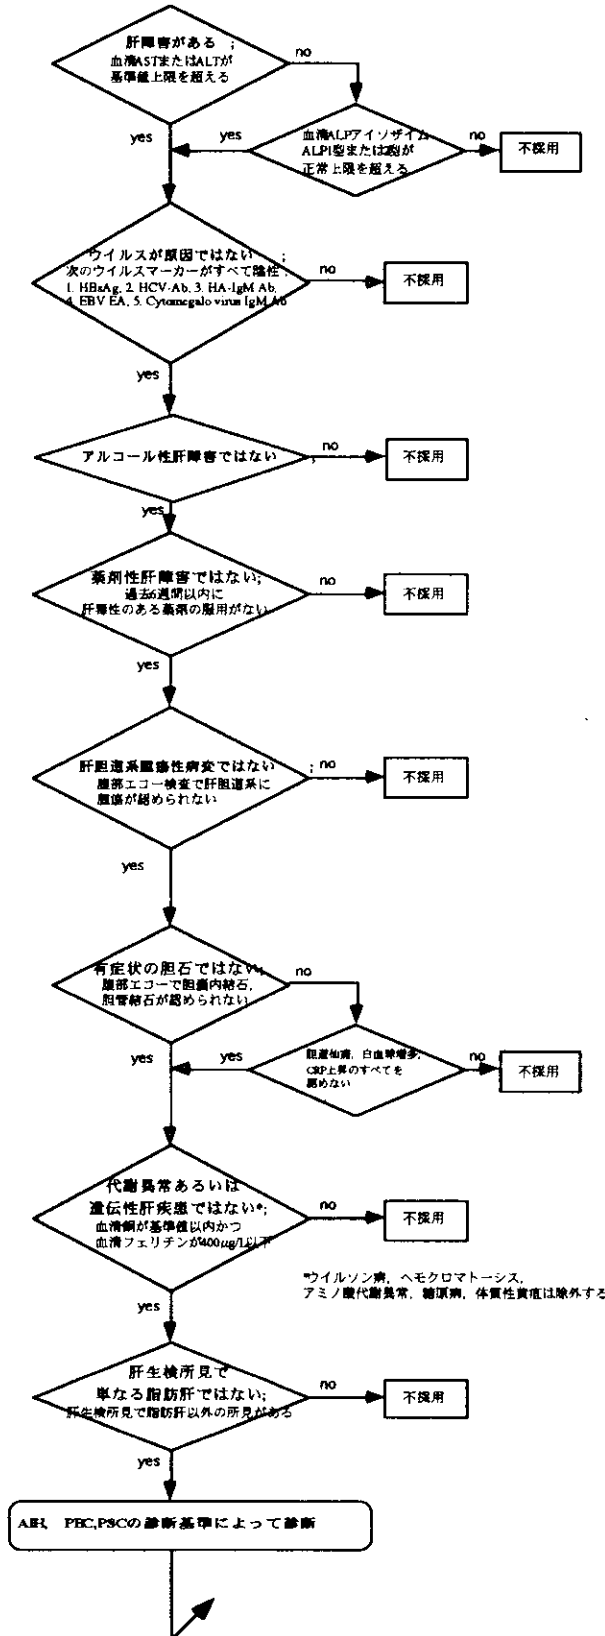 肝障害がある ;
血清ASTまたはALTが
基準値上限を超える
no
yes
血清ALPアイソザイム
ALPI型または
正常上限を超える
yes
no
不採用
ウイルスが原因ではない ;
次のウイルスマーカーがすべて陰性 ;
1. HBsAg, 2. HCV-Ab, 3. HA-IgM Ab,
4. EBV EA, 5. Cytomegalo virus IgM Ab
no
不採用
yes
アルコール性肝障害ではない ;
no
不採用
yes
薬剤性肝障害ではない;
過去6週間以内に
肝毒性のある薬剤の服用がない
no
不採用
yes
肝胆道系腫瘍性病変ではない ;
腹部エコー検査で肝胆道系に
腫瘍が認められない
no
不採用
yes
有症状の胆石ではない;
腹部エコーで胆嚢内結石,
胆管結石が認められない
no
yes
胆道仙痛, 白血球増多,
CRP上昇のすべてを
認めない
yes
no
不採用
代謝異常あるいは
遺伝性肝疾患ではない*;
血清銅が基準値以内かつ
血清フェリチンが400μg/L以下
no
不採用
*ウイルソン病, ヘモクロマトーシス,
アミノ酸代謝異常, 糖原病, 体質性黄疸は除外する
yes
肝生検所見で
単なる脂肪肝ではない;
肝生検所見で脂肪肝以外の所見がある
no
不採用
yes
AIH, PBC,PSCの診断基準によって診断